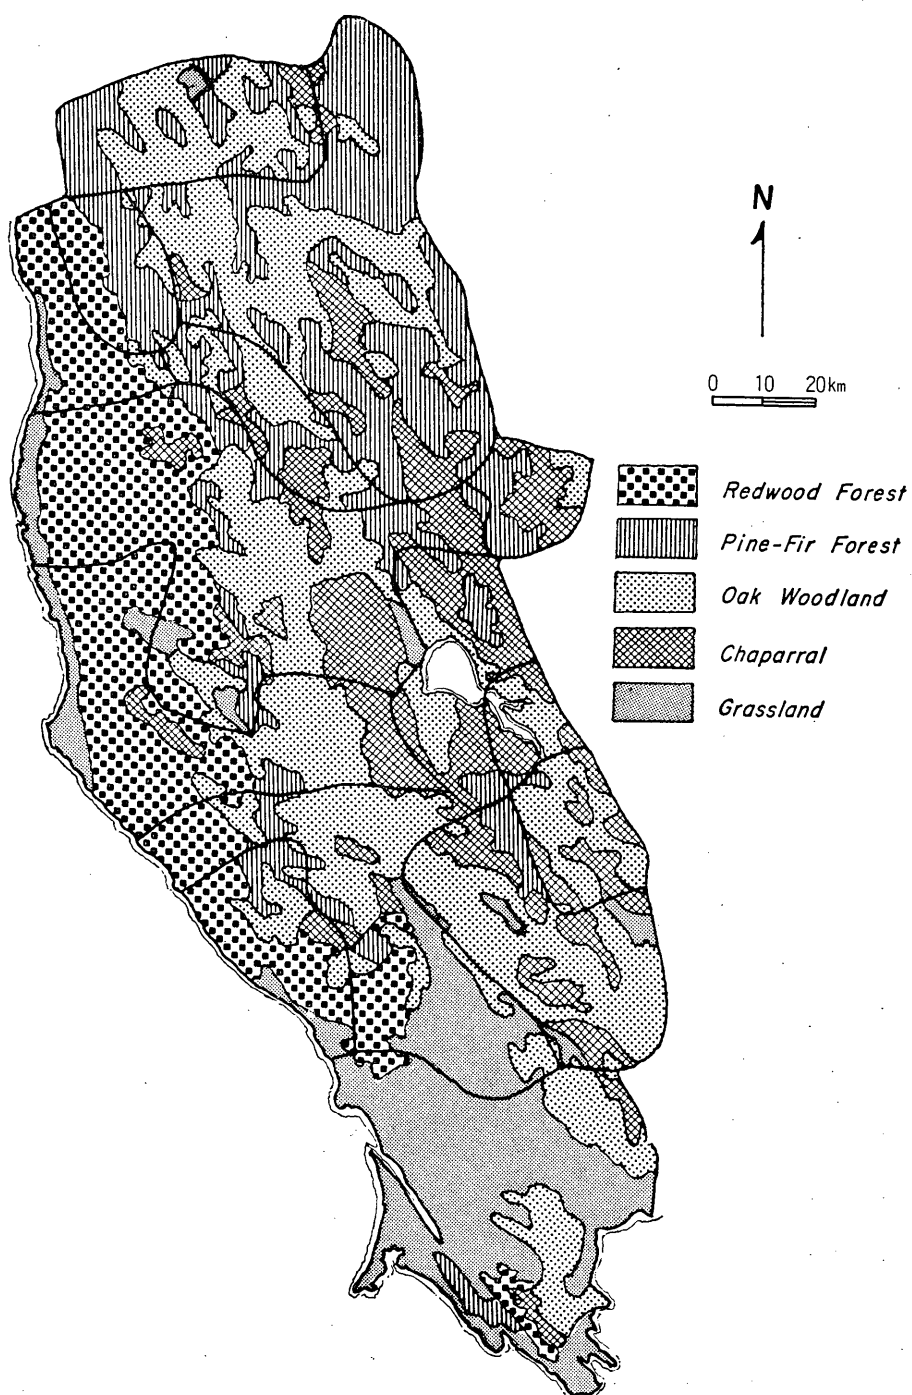 N
0 10 20km
Redwood Forest
Pine-Fir Forest
Oak Woodland
Chaparral
Grassland